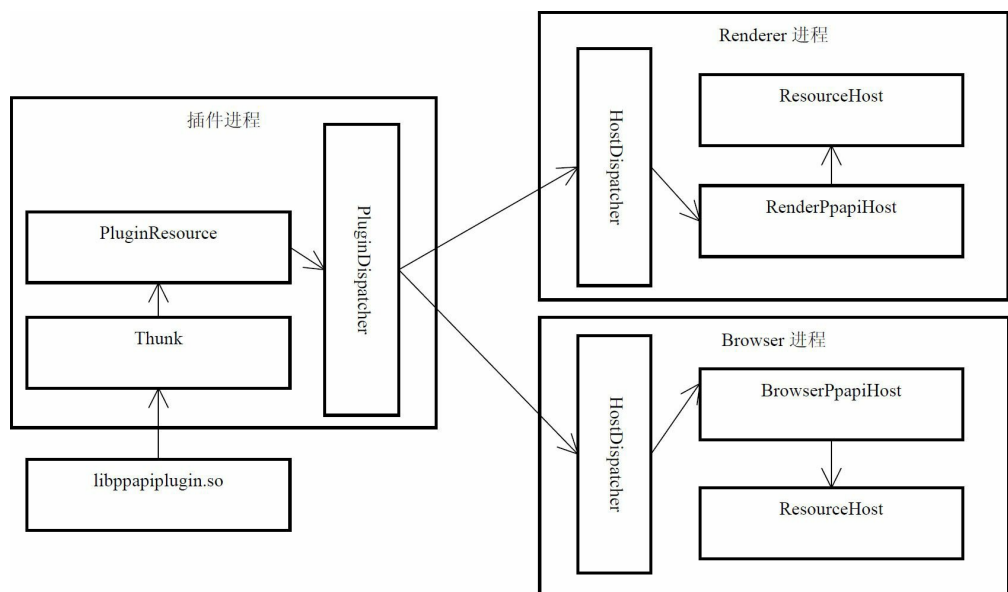 插件进程
PluginResource
Thunk
libppapiplugin.so
PluginDispatcher
Renderer 进程
HostDispatcher
ResourceHost
RenderPpapiHost
Browser 进程
HostDispatcher
BrowserPpapiHost
ResourceHost